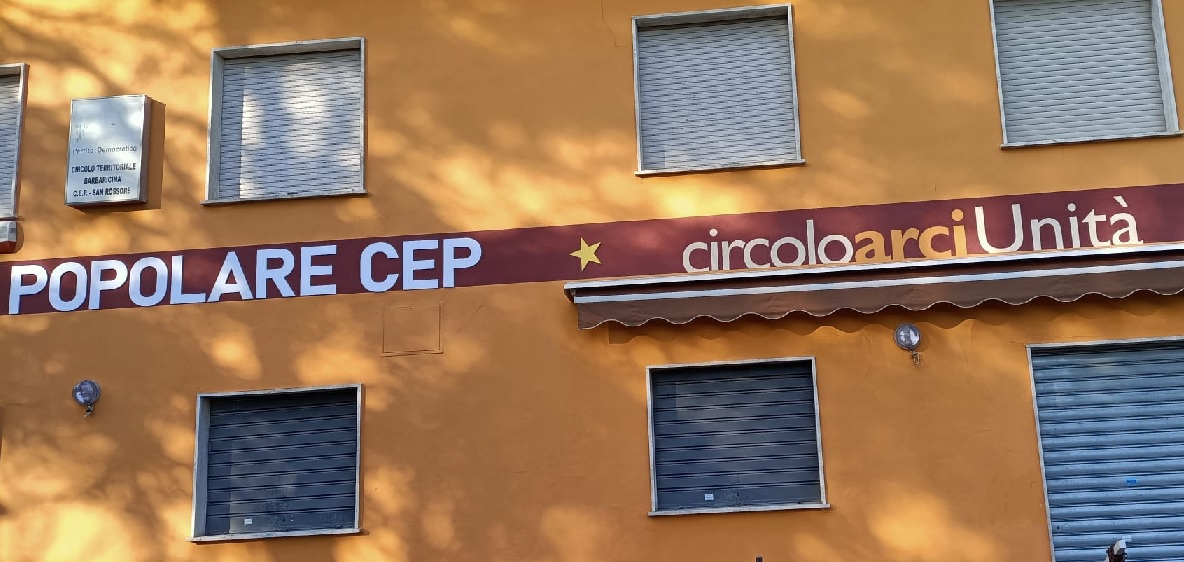 Partito Democratico
CIRCOLO TERRITORIALE
BARBARICINA
C.E.P. - SAN ROSSORE
POPOLARE CEP
circoloarciUnità